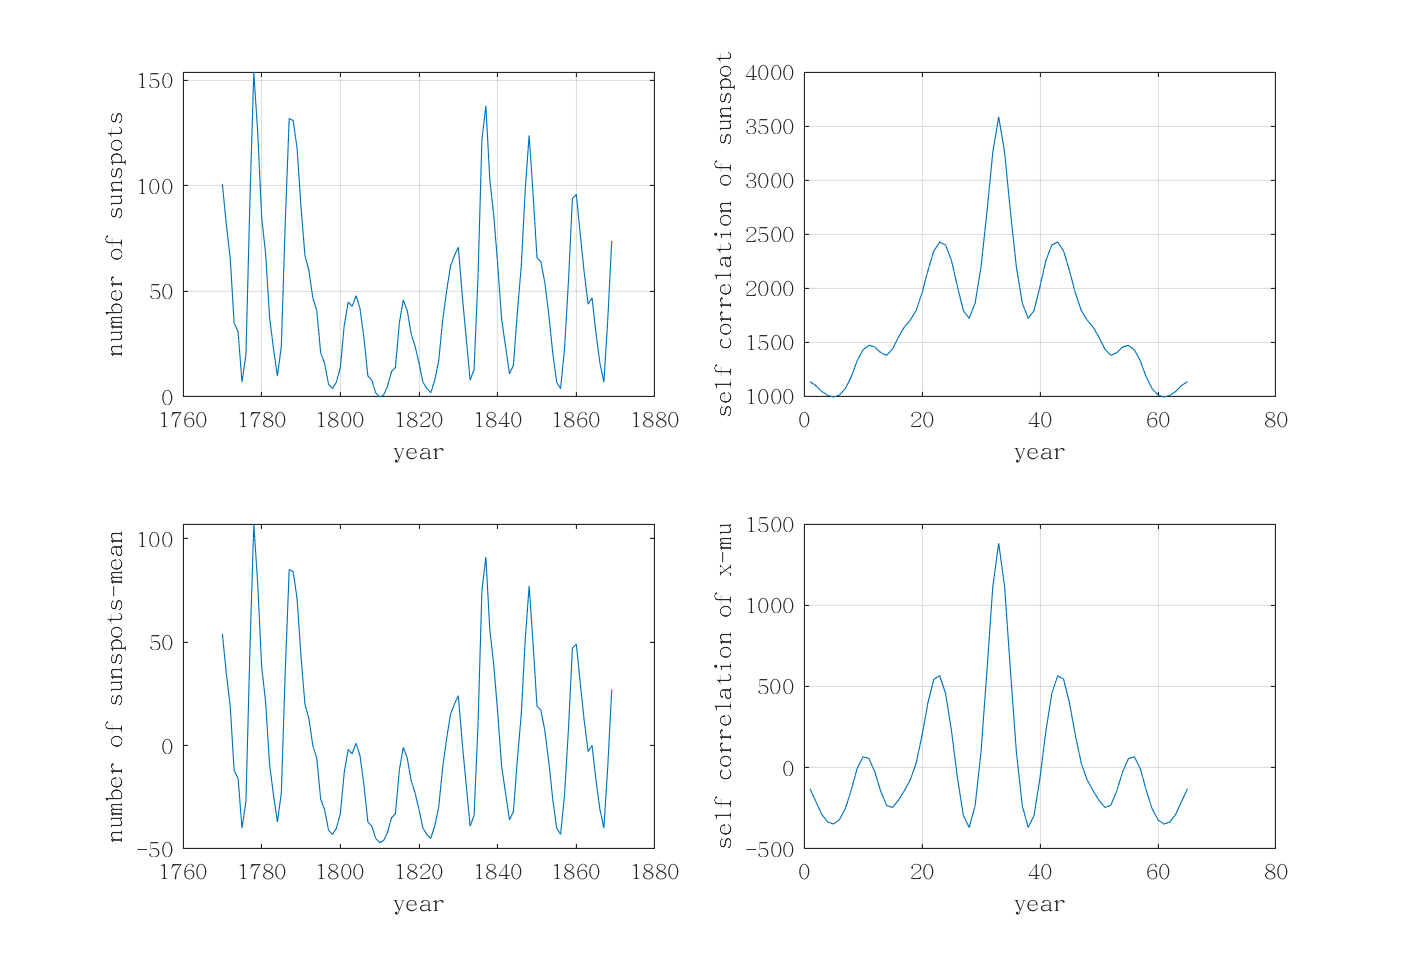 number of sunspots
150
100
50
0
1760 1780 1800 1820 1840 1860 1880
year
self correlation of sunspot
4000
3500
3000
2500
2000
1500
1000
0 20 40 60 80
year
number of sunspots-mean
100
50
0
-50
1760 1780 1800 1820 1840 1860 1880
year
self correlation of x-mu
1500
1000
500
0
-500
0 20 40 60 80
year